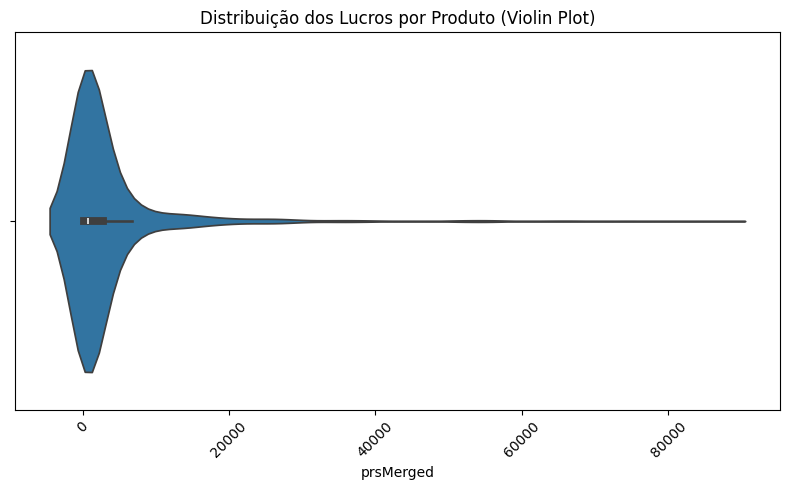 Distribuição dos Lucros por Produto (Violin Plot)
0
20000
40000
60000
80000
prsMerged